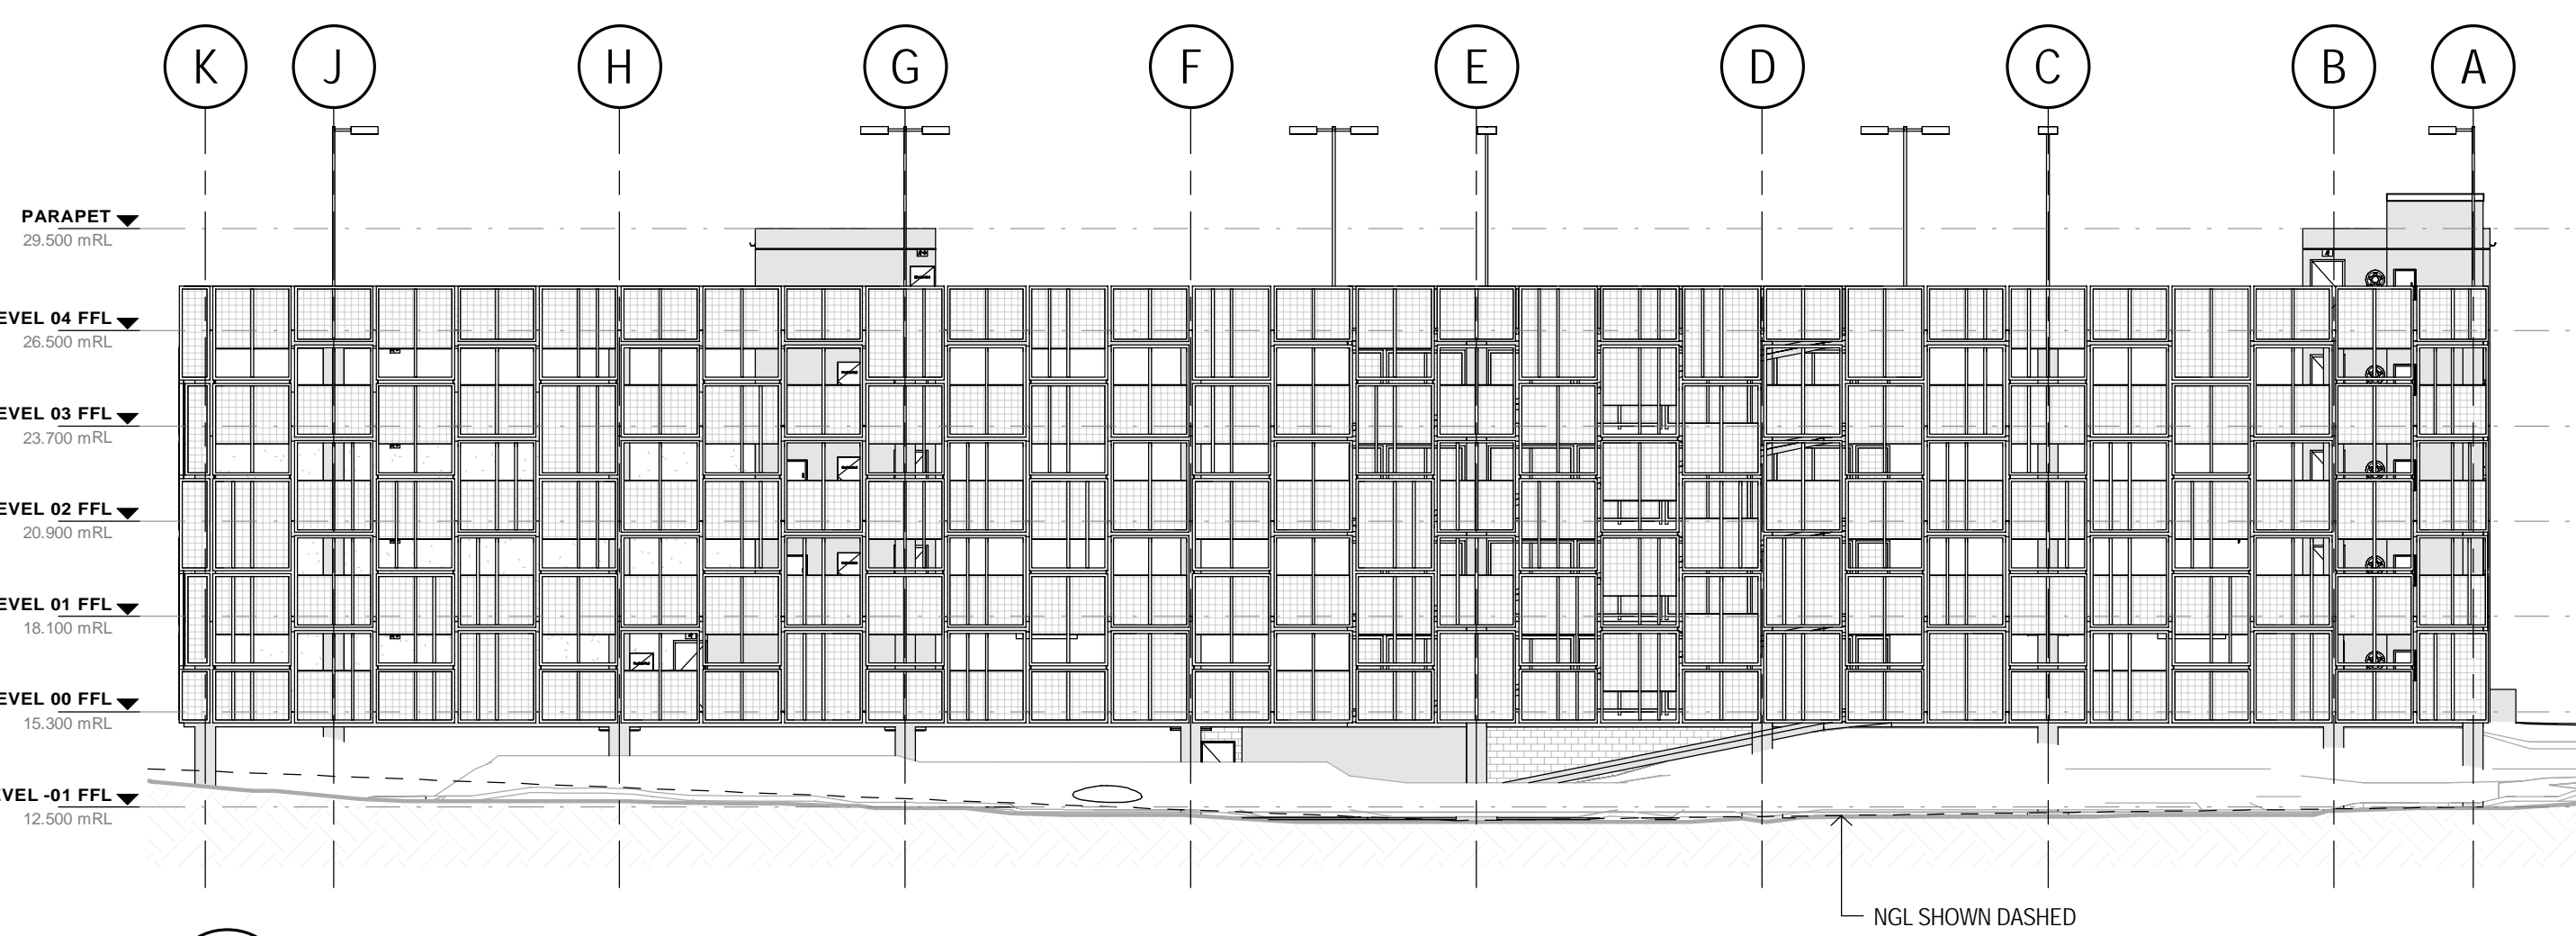 K J H G F E D C B A
PARAPET
29.500 mRL
EVEL 04 FFL
26.500 mRL
EVEL 03 FFL
23.700 mRL
EVEL 02 FFL
20.900 mRL
EVEL 01 FFL
18.100 mRL
EVEL 00 FFL
15.300 mRL
EVEL -01 FFL
12.500 mRL
NGL SHOWN DASHED